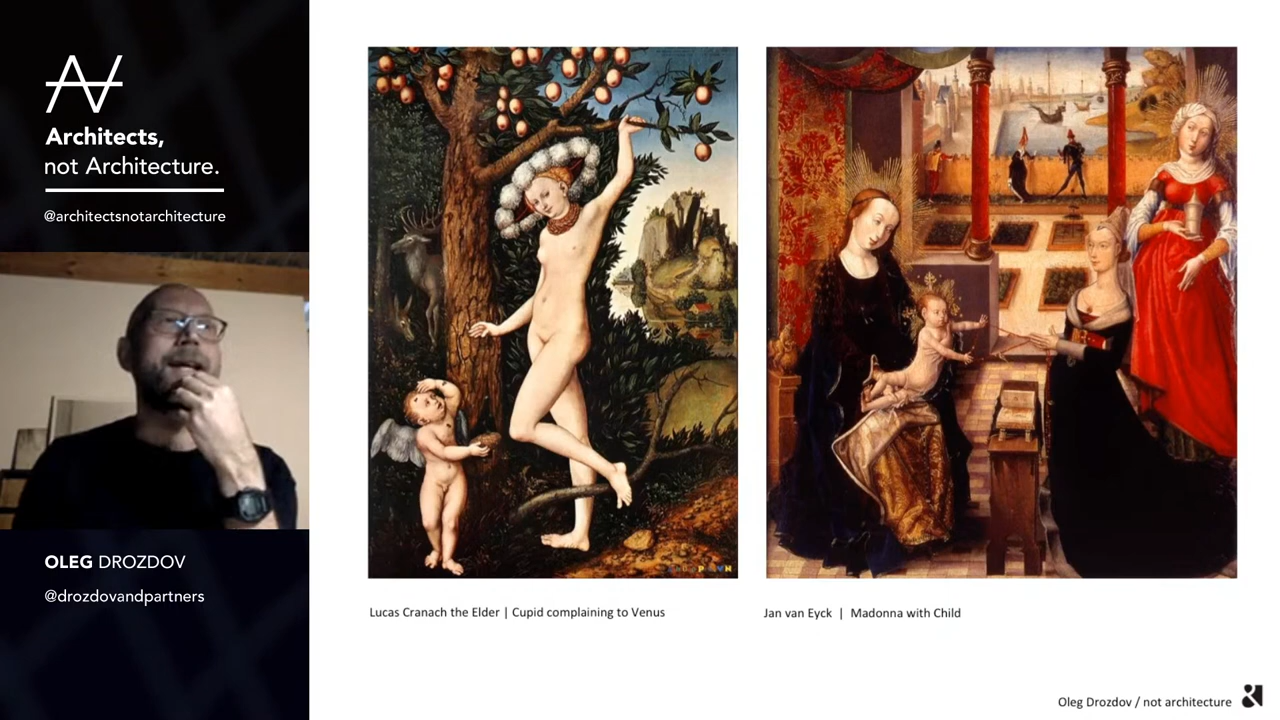 Architects,
not Architecture.
@architectsnotarchitecture
OLEG DROZDOV
@drozdovandpartners
Lucas Cranach the Elder | Cupid complaining to Venus
Jan van Eyck | Madonna with Child
Oleg Drozdov / not architecture